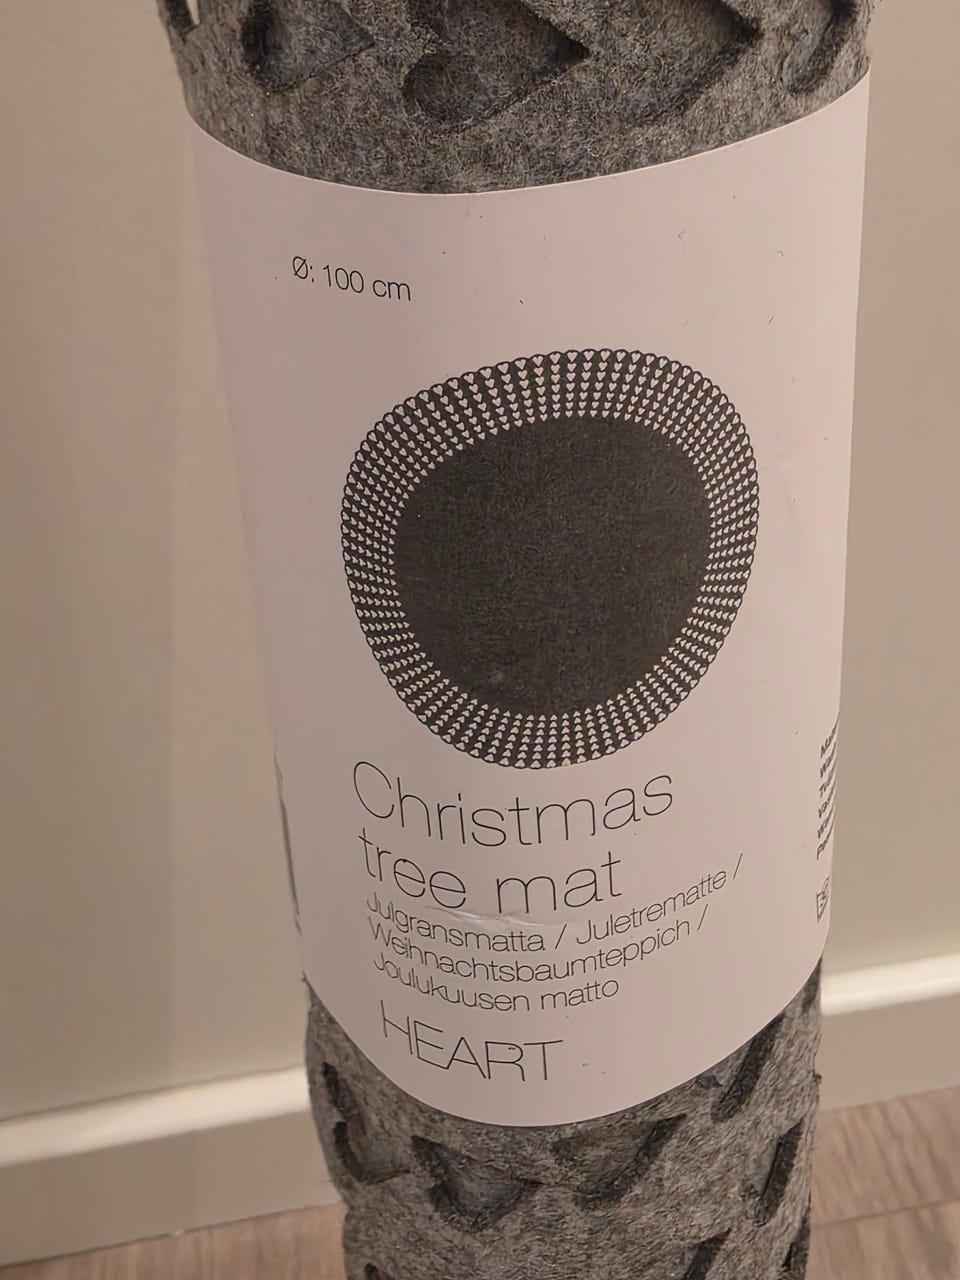 Ø: 100 cm
Christmas
tree mat
Julgransmatta / Juletrematte /
Weihnachtsbaumteppich /
Joulukuusen matto
HEART